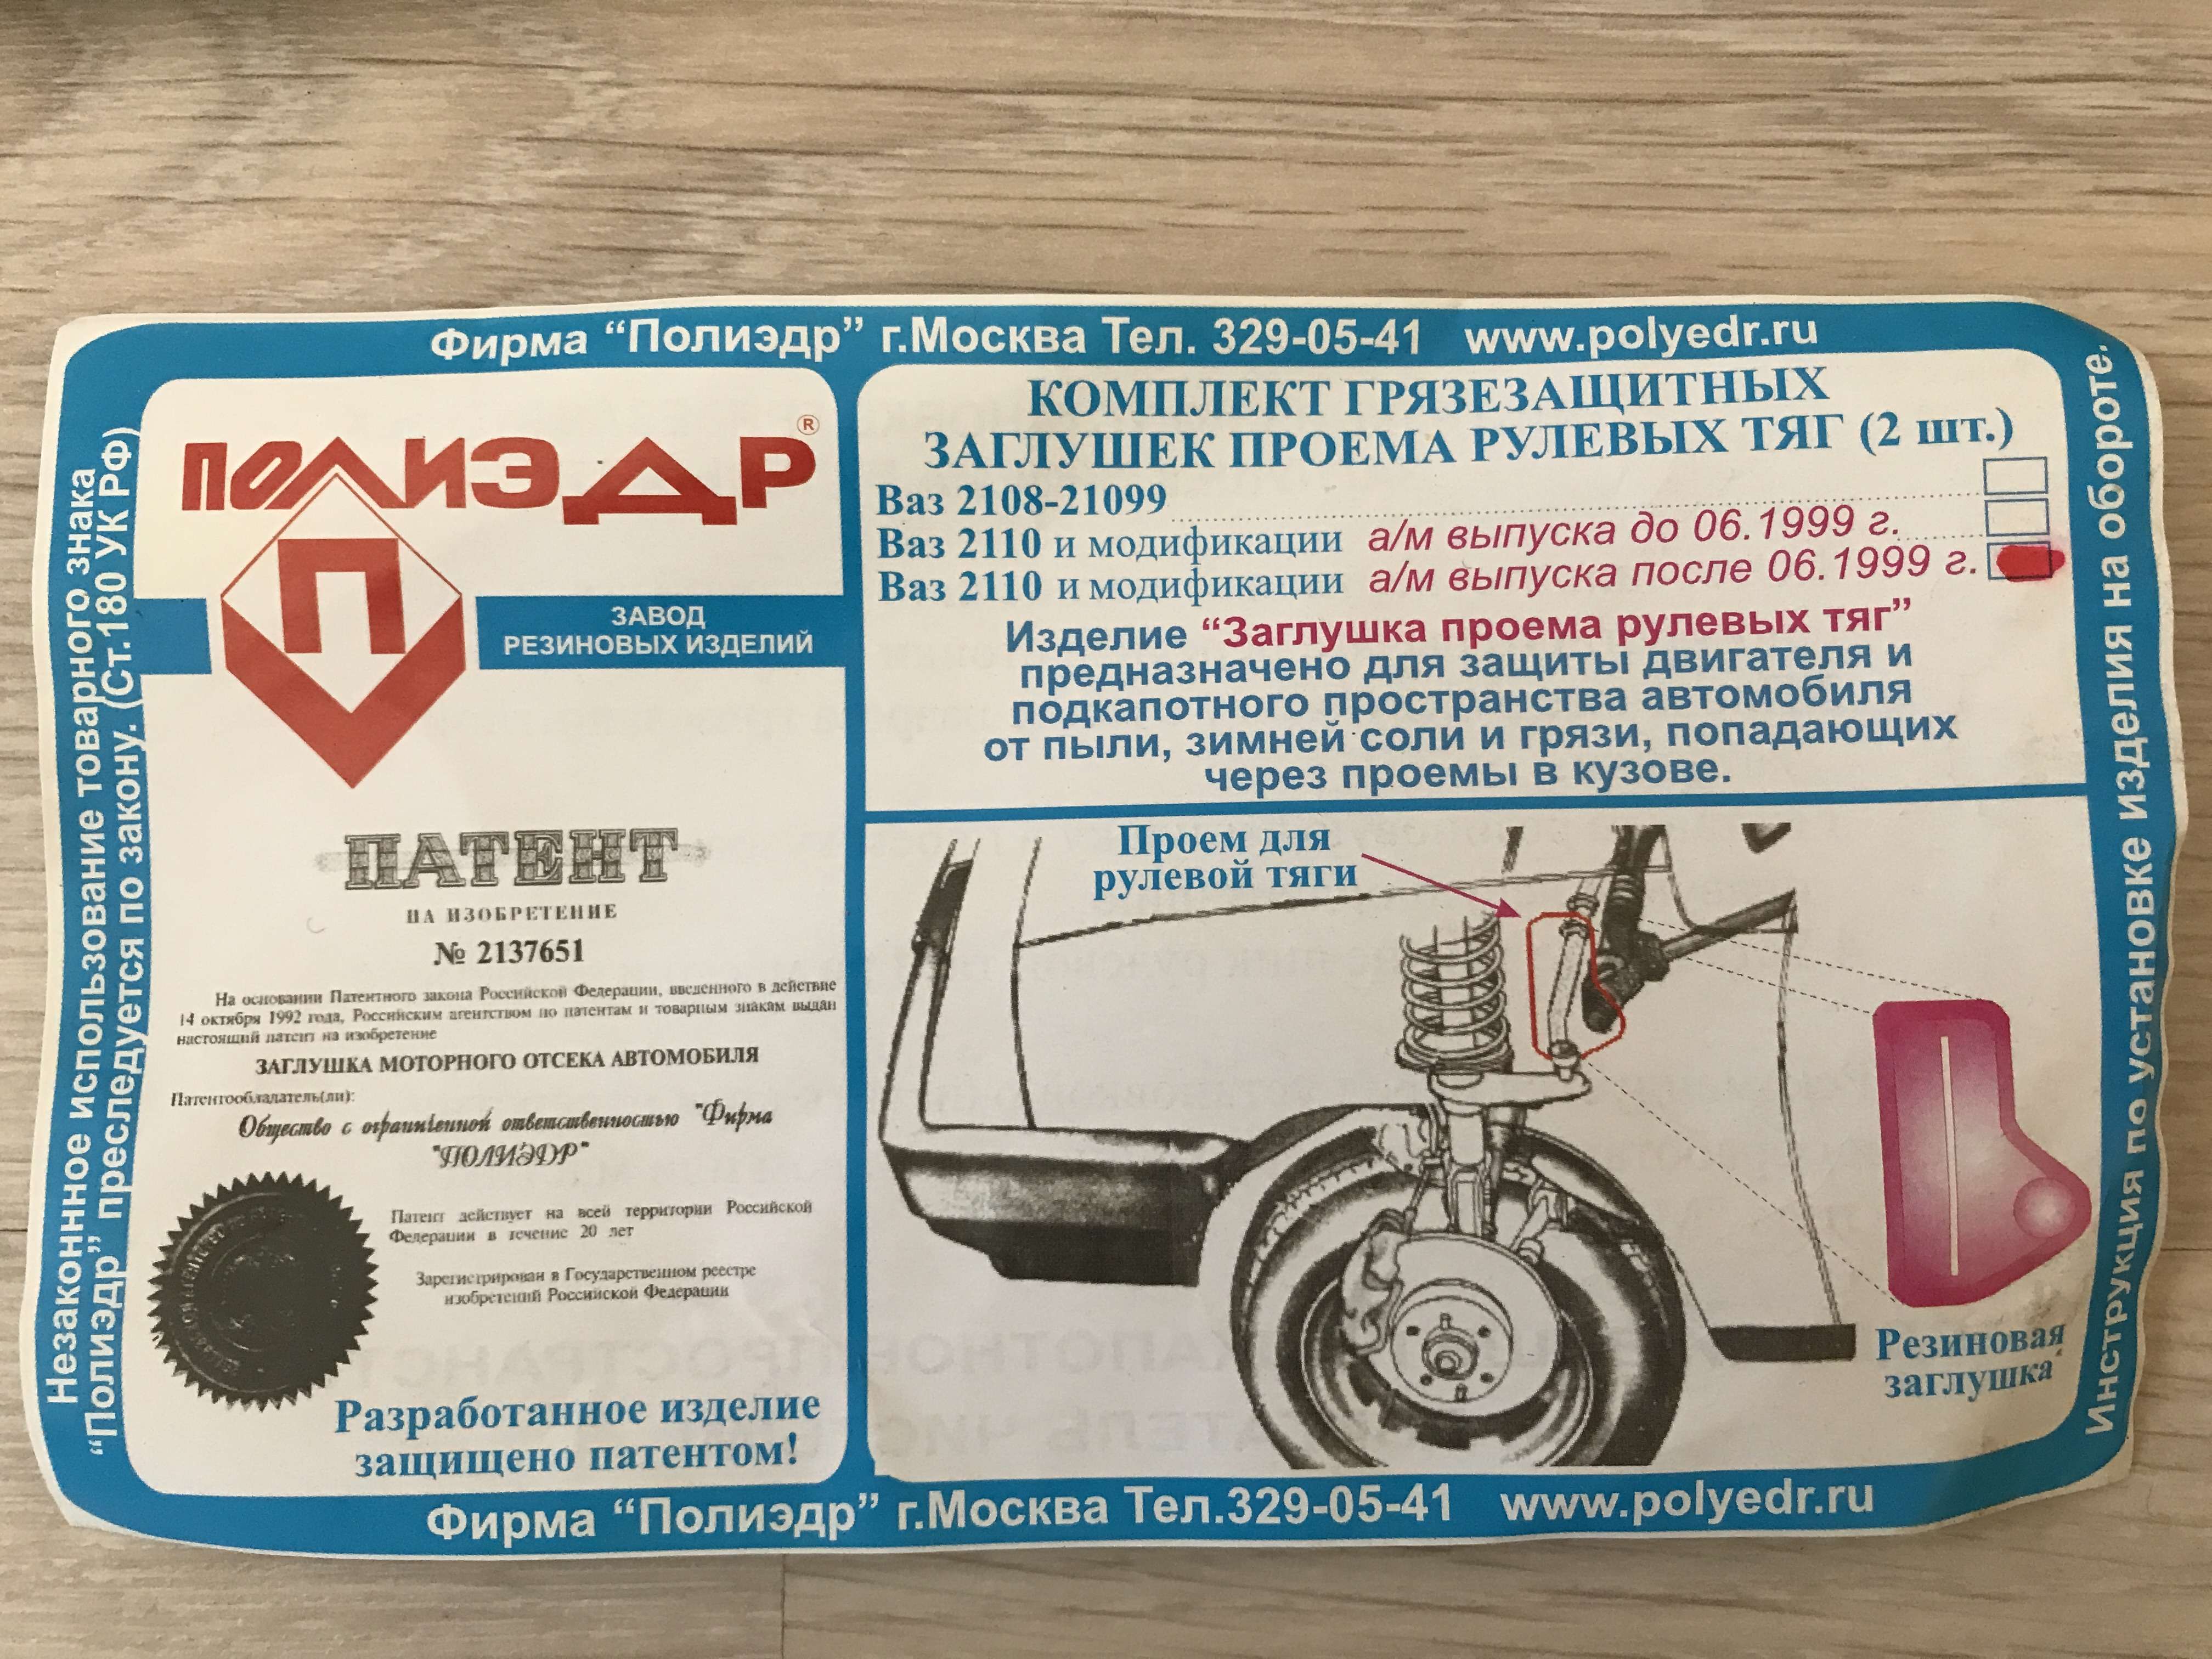 Фирма “Полиэдр” г.Москва Тел. 329-05-41 www.polyedr.ru
Незаконное использование товарного знака
“Полиэдр” преследуется по закону. (Ст.180 УК РФ)
ПОЛИЭДР®
П
ЗАВОД
РЕЗИНОВЫХ ИЗДЕЛИЙ
ПАТЕНТ
НА ИЗОБРЕТЕНИЕ
№ 2137651
На основании Патентного закона Российской Федерации, введенного в действие
14 октября 1992 года, Российским агентством по патентам и товарным знакам выдан
настоящий патент на изобретение
ЗАГЛУШКА МОТОРНОГО ОТСЕКА АВТОМОБИЛЯ
Патентообладатель(ли):
Общество с ограниченной ответственностью "Фирма
"ПОЛИЭДР"
Патент действует на всей территории Российской
Федерации в течение 20 лет
Зарегистрирован в Государственном реестре
изобретений Российской Федерации
Разработанное изделие
защищено патентом!
КОМПЛЕКТ ГРЯЗЕЗАЩИТНЫХ
ЗАГЛУШЕК ПРОЕМА РУЛЕВЫХ ТЯГ (2 шт.)
Ваз 2108-21099
Ваз 2110 и модификации а/м выпуска до 06.1999 г.
Ваз 2110 и модификации а/м выпуска после 06.1999 г.
Изделие “Заглушка проема рулевых тяг”
предназначено для защиты двигателя и
подкапотного пространства автомобиля
от пыли, зимней соли и грязи, попадающих
через проемы в кузове.
Проем для
рулевой тяги
Резиновая
заглушка
Инструкция по установке изделия на обороте.
Фирма “Полиэдр” г.Москва Тел.329-05-41 www.polyedr.ru